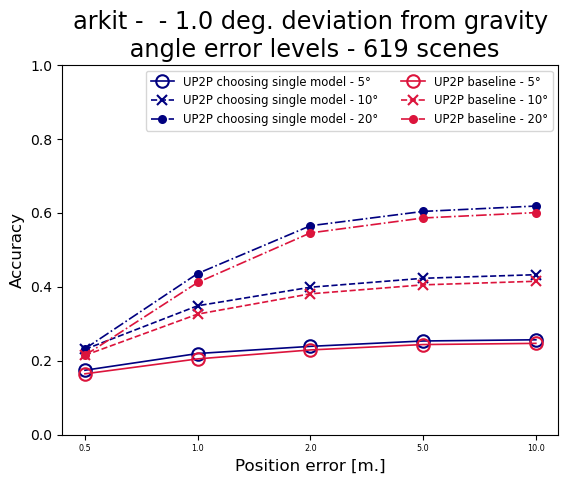 arkit -  - 1.0 deg. deviation from gravity
angle error levels - 619 scenes
UP2P choosing single model - 5°
UP2P choosing single model - 10°
UP2P choosing single model - 20°
UP2P baseline - 5°
UP2P baseline - 10°
UP2P baseline - 20°
1.0
0.8
0.6
0.4
0.2
0.0
Accuracy
0.5 1.0 2.0 5.0 10.0
Position error [m.]